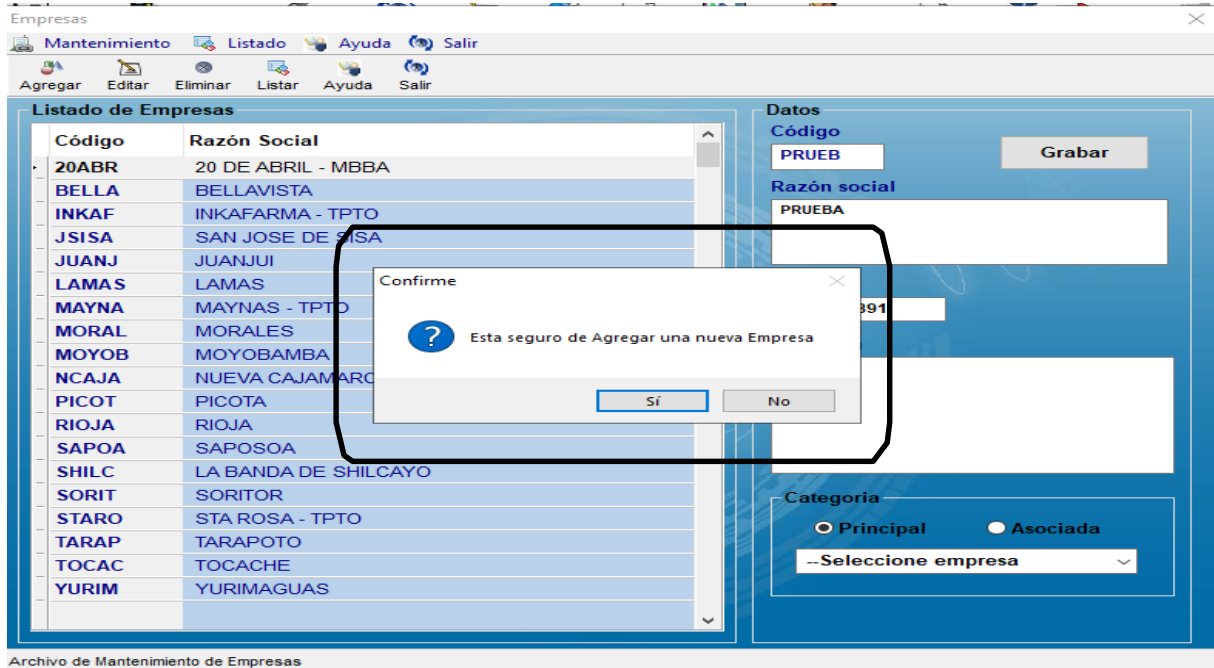 Empresas
Mantenimiento Listado Ayuda Salir
Agregar Editar Eliminar Listar Ayuda Salir
Listado de Empresas
Código Razón Social
20ABR 20 DE ABRIL - MBBA
BELLA BELLAVISTA
INKAF INKAFARMA - TPTO
JSISA SAN JOSE DE SISA
JUANJ JUANJUI
LAMAS LAMAS
MAYNA MAYNAS - TPTO
MORAL MORALES
MOYOB MOYOBAMBA
NCAJA NUEVA CAJAMARC
PICOT PICOTA
RIOJA RIOJA
SAPOA SAPOSOA
SHILC LA BANDA DE SHILCAYO
SORIT SORITOR
STARO STA ROSA - TPTO
TARAP TARAPOTO
TOCAC TOCACHE
YURIM YURIMAGUAS
Datos
Código
PRUEB
Grabar
Razón social
PRUEBA
391
Categoria
Principal Asociada
--Seleccione empresa
Confirme
Esta seguro de Agregar una nueva Empresa
Sí No
Archivo de Mantenimiento de Empresas